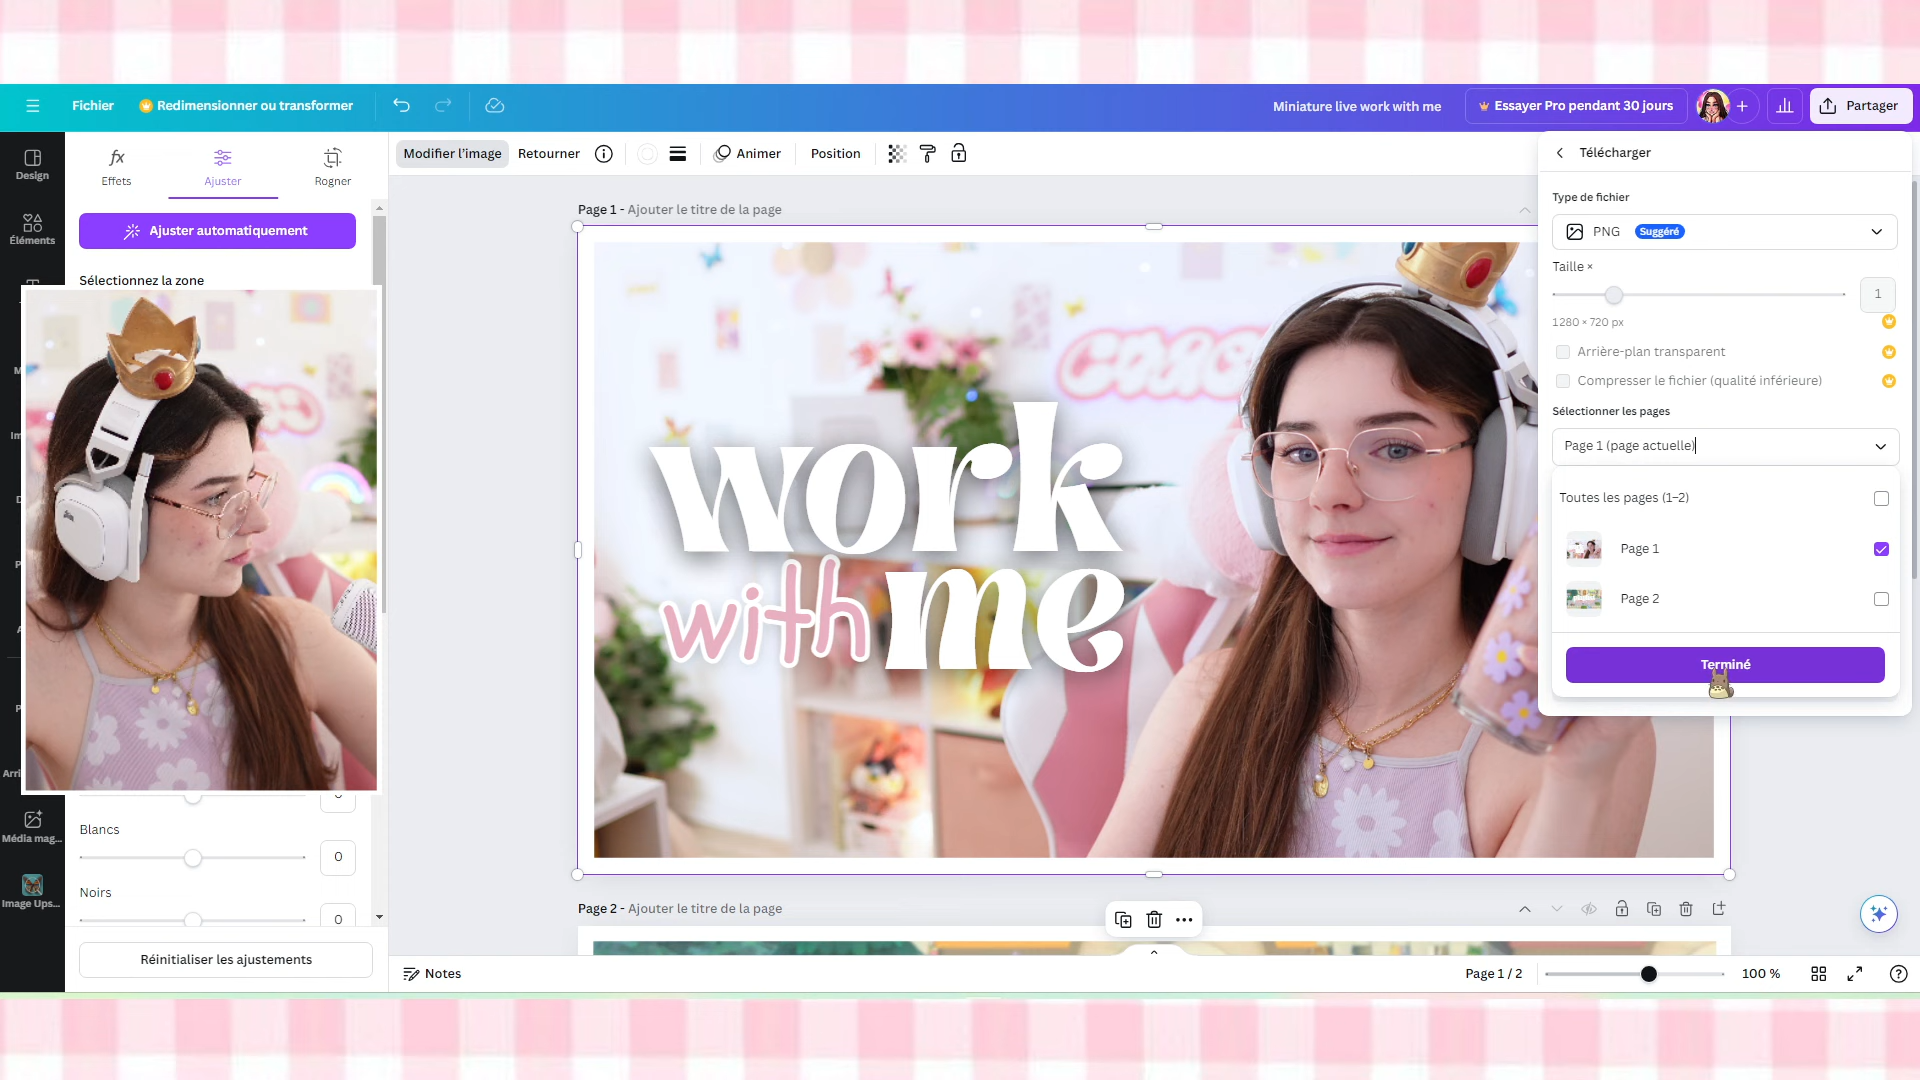 Fichier
Redimensionner ou transformer
Miniature live work with me
Essayer Pro pendant 30 jours
Partager
Design
Éléments
Effets
Ajuster
Rogner
Ajuster automatiquement
Sélectionnez la zone
Modifier l'image
Retourner
Animer
Position
Page 1 - Ajouter le titre de la page
work
with me
Télécharger
Type de fichier
PNG
Suggéré
Taille ×
1
1280 × 720 px
Arrière-plan transparent
Compresser le fichier (qualité inférieure)
Sélectionner les pages
Page 1 (page actuelle)
Toutes les pages (1–2)
Page 1
Page 2
Terminé
Arri
Média mag...
Image Ups...
Blancs
0
Noirs
0
Réinitialiser les ajustements
Page 2 - Ajouter le titre de la page
Notes
Page 1 / 2
100 %